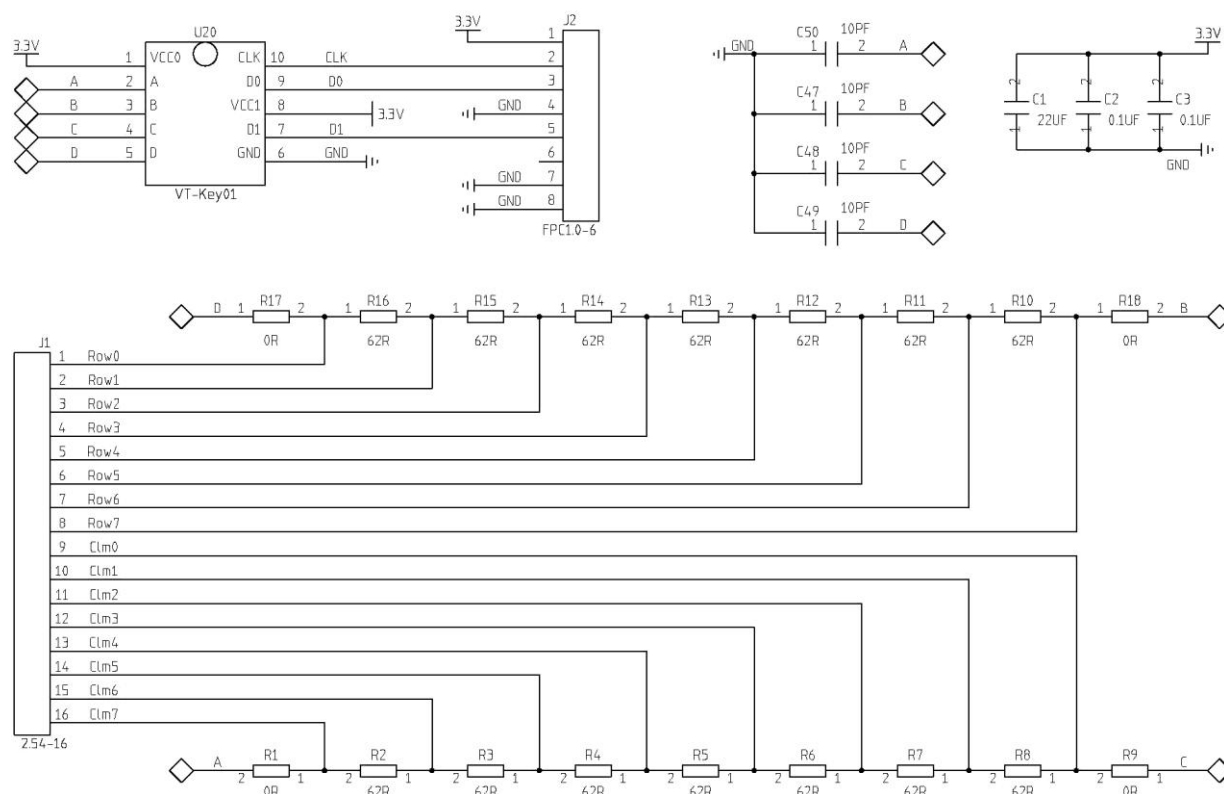 U20
3.3V
1 VCC0 CLK 10 CLK
A 2 A D0 9 D0
B 3 B VCC1 8 3.3V
C 4 C D1 7 D1
D 5 D GND 6 GND
VT-Key01
J2
3.3V
1
2
3
GND 4
5
6
GND 7
GND 8
FPC1.0-6
GND
C50 10PF
1 2 A
C47 10PF
1 2 B
C48 10PF
1 2 C
C49 10PF
1 2 D
3.3V
2 2 2
C1 C2 C3
22UF 0.1UF 0.1UF
1 1 1
GND
R17 R16 R15 R14 R13 R12 R11 R10 R18
D 1 2 1 2 1 2 1 2 1 2 1 2 1 2 1 2 1 2 B
0R 62R 62R 62R 62R 62R 62R 62R 0R
J1
1 Row0
2 Row1
3 Row2
4 Row3
5 Row4
6 Row5
7 Row6
8 Row7
9 Clm0
10 Clm1
11 Clm2
12 Clm3
13 Clm4
14 Clm5
15 Clm6
16 Clm7
2.54-16
R1 R2 R3 R4 R5 R6 R7 R8 R9
A 2 1 2 1 2 1 2 1 2 1 2 1 2 1 2 1 2 1 C
0R 62R 62R 62R 62R 62R 62R 62R 0R